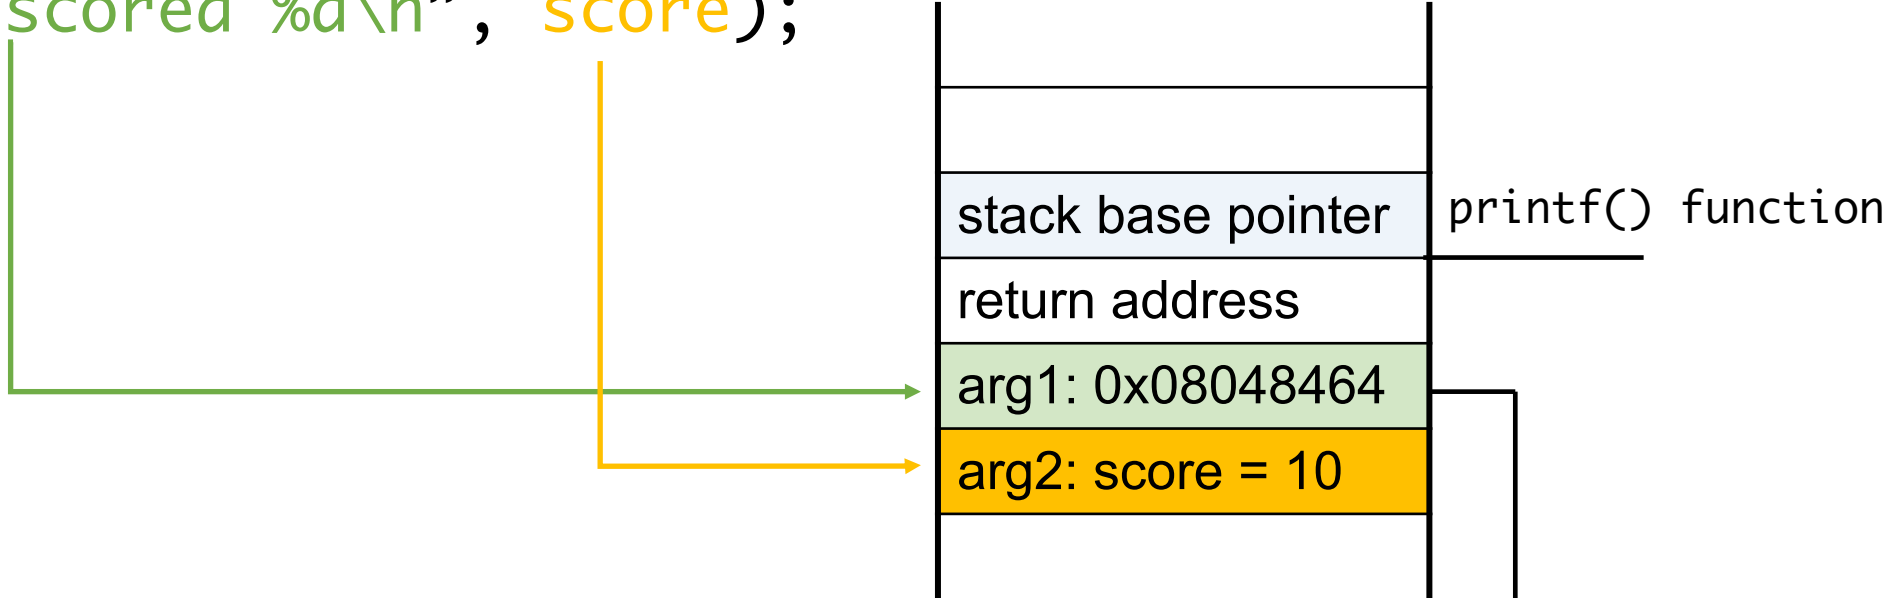 scored %d\n”, score);
stack base pointer
printf() function
return address
arg1: 0x08048464
arg2: score = 10